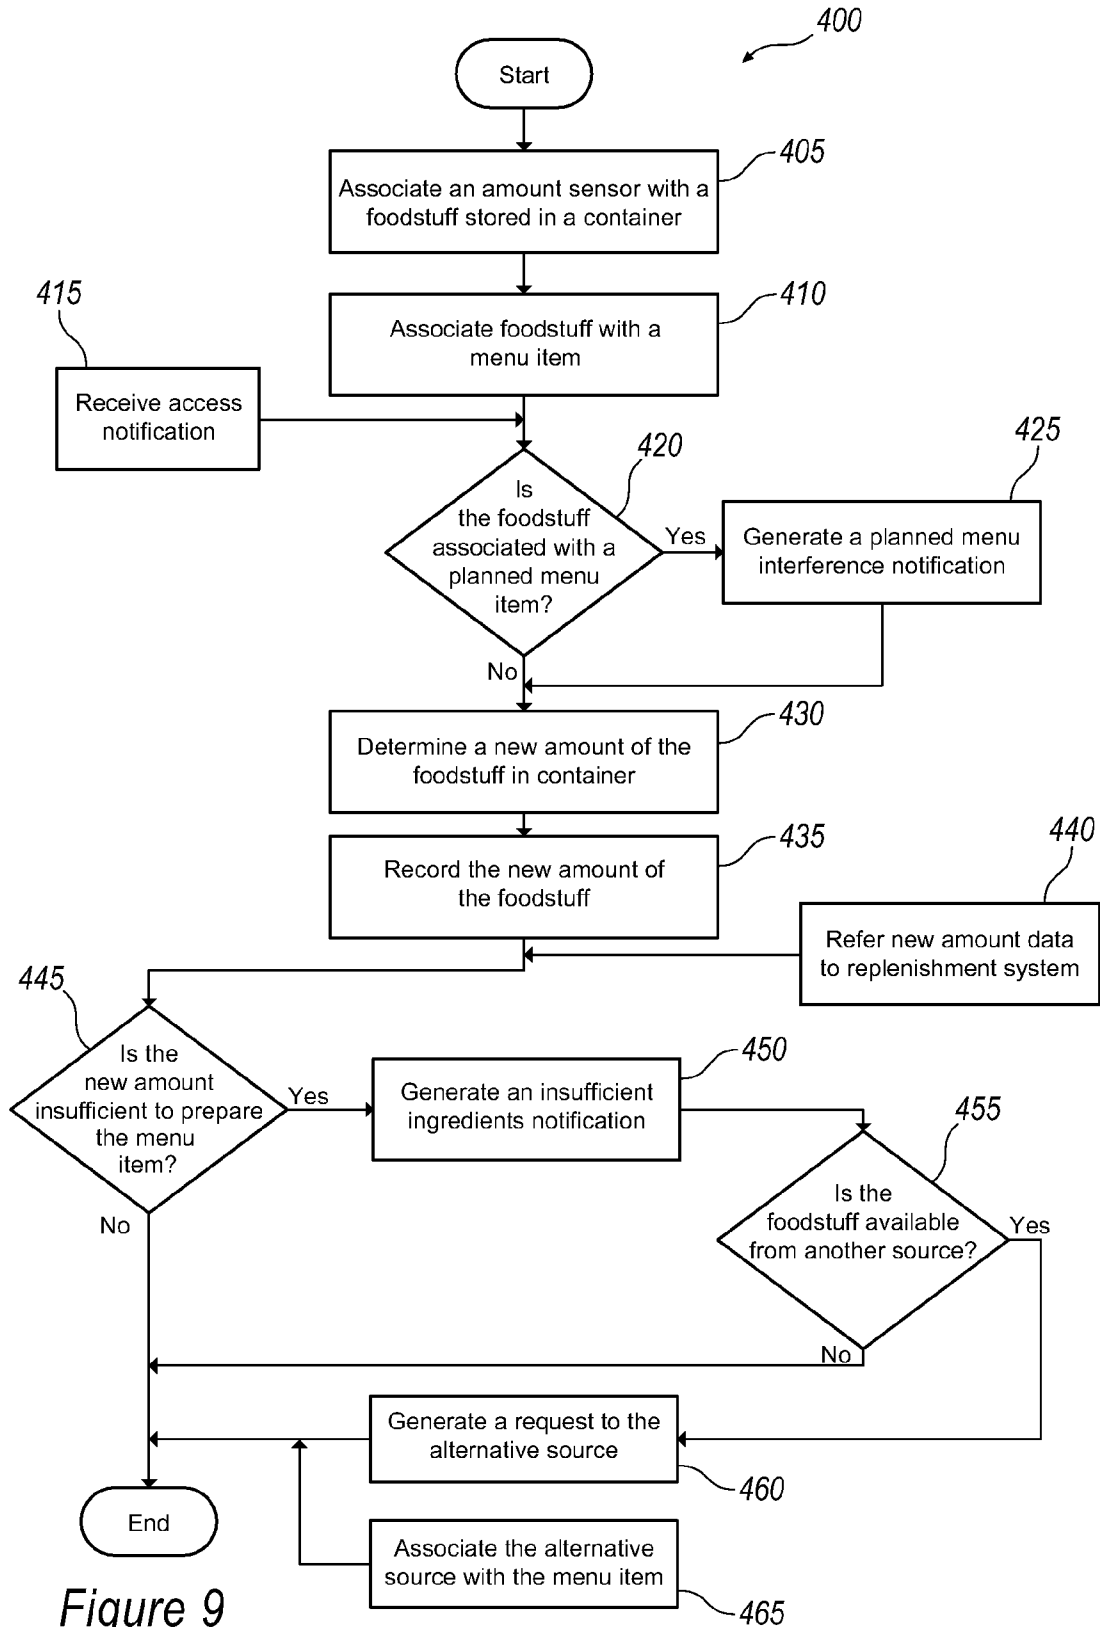 400
Start
405
Associate an amount sensor with a
foodstuff stored in a container
410
Associate foodstuff with a
menu item
415
Receive access
notification
420
Is
the foodstuff
associated with a
planned menu
item?
Yes
No
425
Generate a planned menu
interference notification
430
Determine a new amount of the
foodstuff in container
435
Record the new amount of
the foodstuff
440
Refer new amount data
to replenishment system
445
Is the
new amount
insufficient to prepare
the menu
item?
Yes
No
450
Generate an insufficient
ingredients notification
455
Is the
foodstuff available
from another source?
Yes
No
Generate a request to the
alternative source
460
Associate the alternative
source with the menu item
465
End
Figure 9